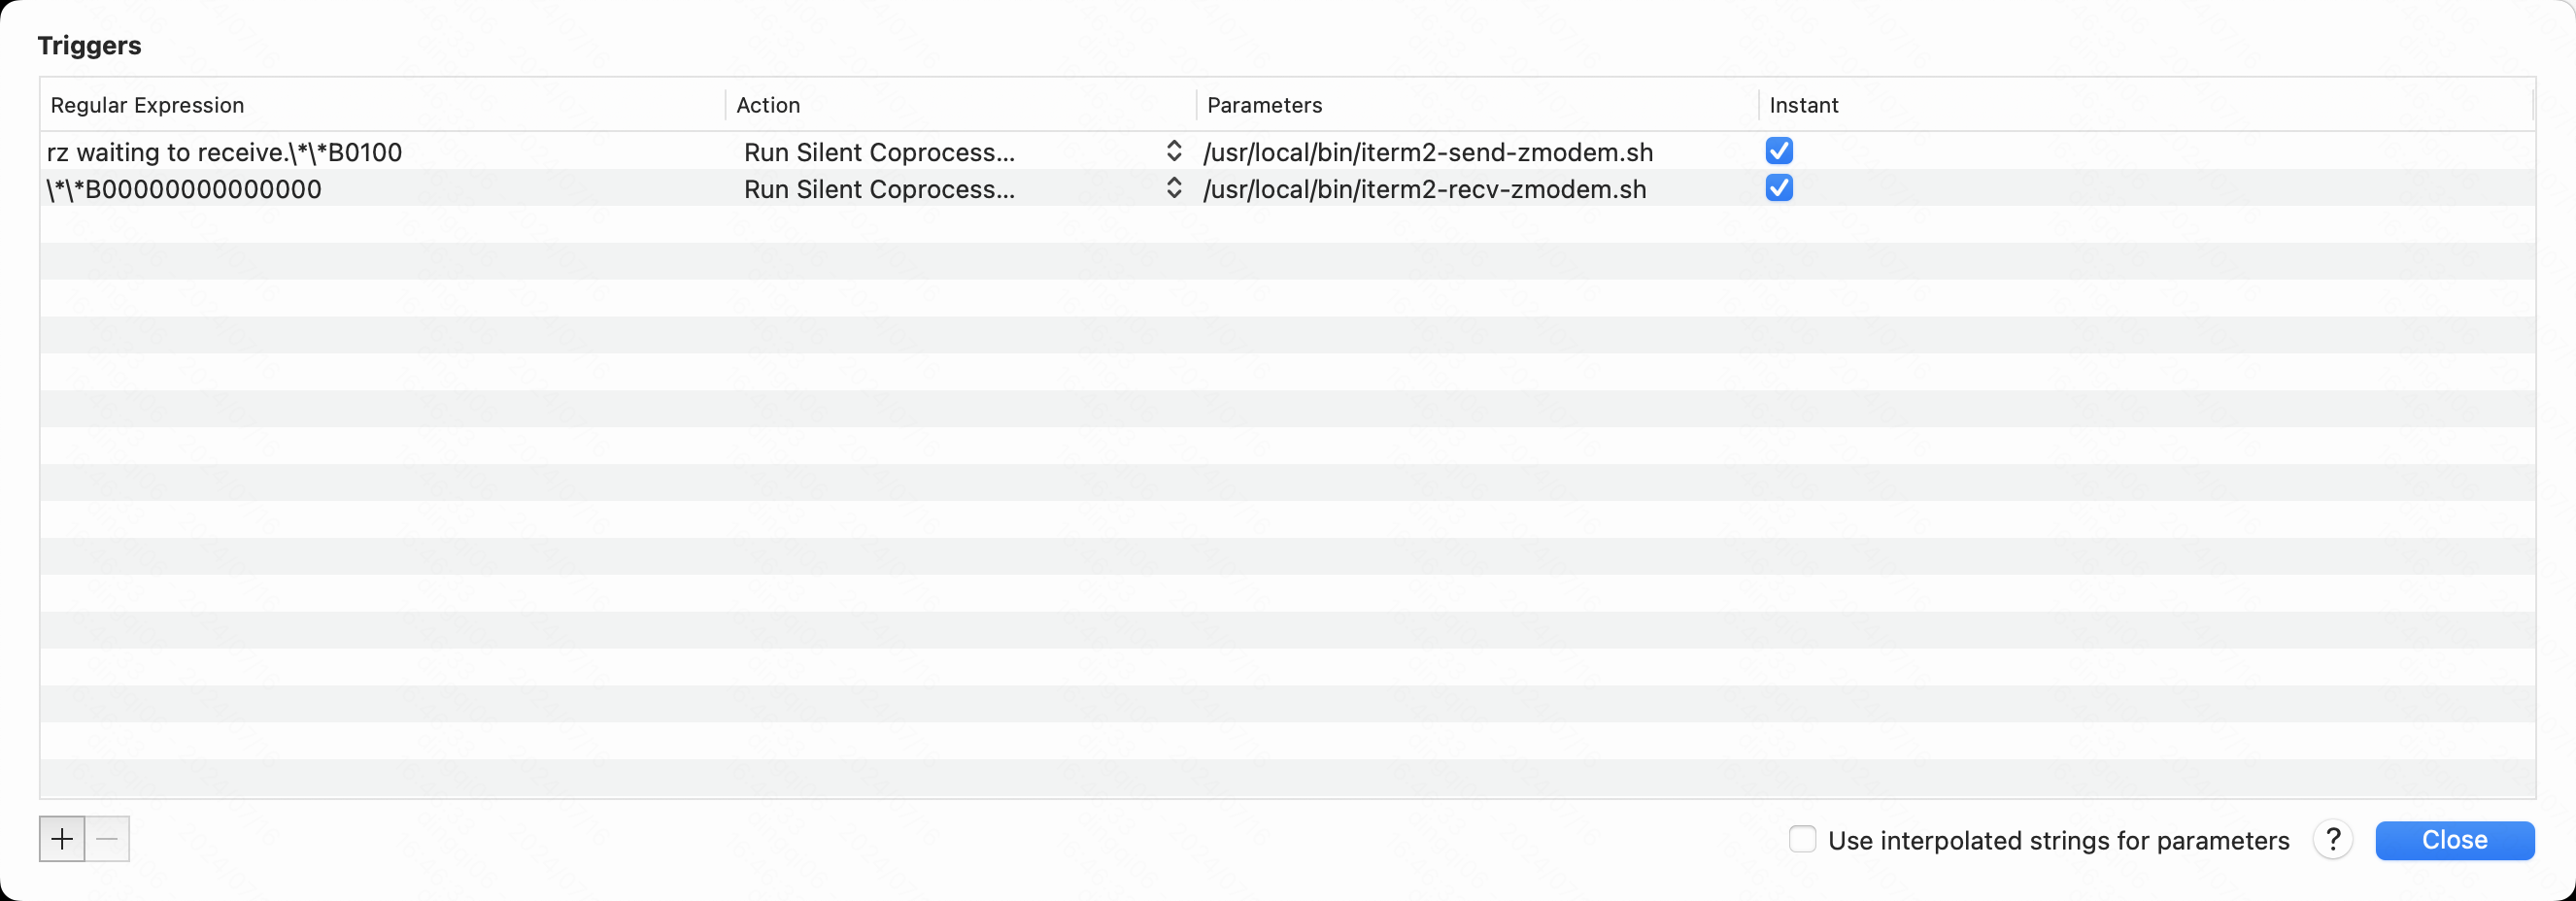 Triggers
Regular Expression Action Parameters Instant
rz waiting to receive.\*\*B0100 Run Silent Coprocess... /usr/local/bin/iterm2-send-zmodem.sh
\*\*B00000000000000 Run Silent Coprocess... /usr/local/bin/iterm2-recv-zmodem.sh
Use interpolated strings for parameters ? Close